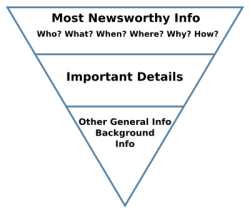 Most Newsworthy Info
Who? What? When? Where? Why? How?
Important Details
Other General Info
Background
Info